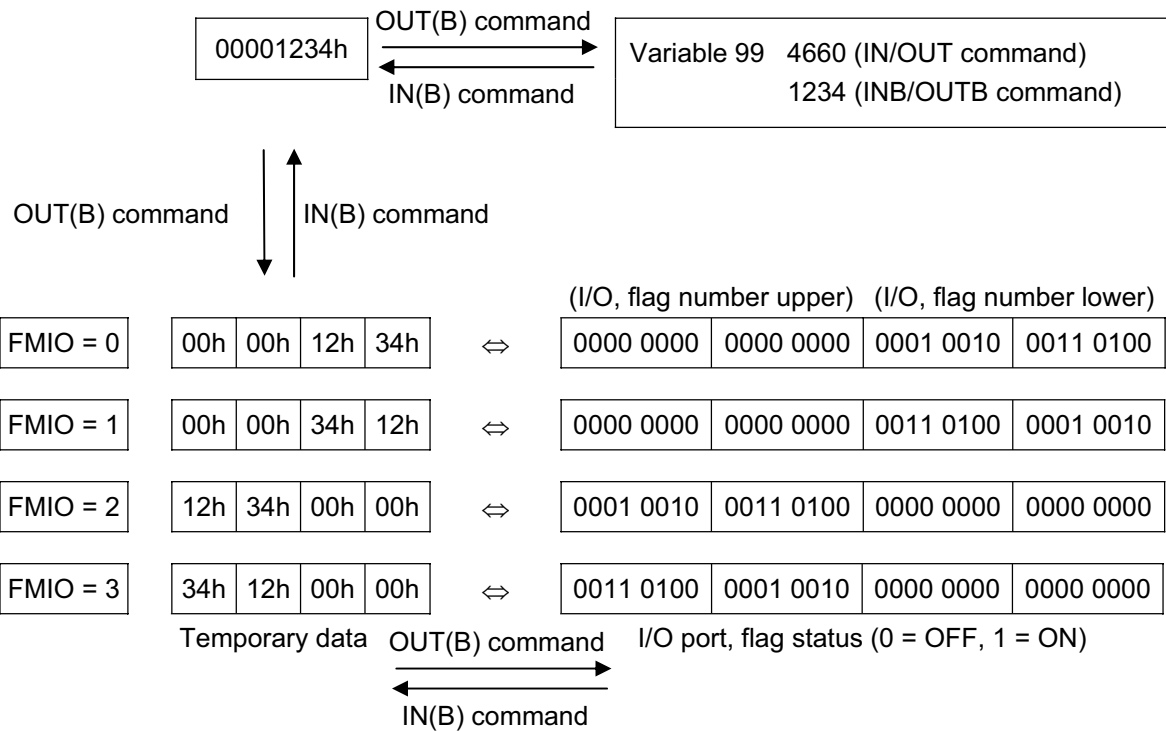 OUT(B) command
00001234h
IN(B) command
Variable 99 4660 (IN/OUT command)
1234 (INB/OUTB command)
OUT(B) command
IN(B) command
(I/O, flag number upper) (I/O, flag number lower)
FMIO = 0 00h 00h 12h 34h ⇔ 0000 0000 0000 0000 0001 0010 0011 0100
FMIO = 1 00h 00h 34h 12h ⇔ 0000 0000 0000 0000 0011 0100 0001 0010
FMIO = 2 12h 34h 00h 00h ⇔ 0001 0010 0011 0100 0000 0000 0000 0000
FMIO = 3 34h 12h 00h 00h ⇔ 0011 0100 0001 0010 0000 0000 0000 0000
Temporary data
OUT(B) command
I/O port, flag status (0 = OFF, 1 = ON)
IN(B) command